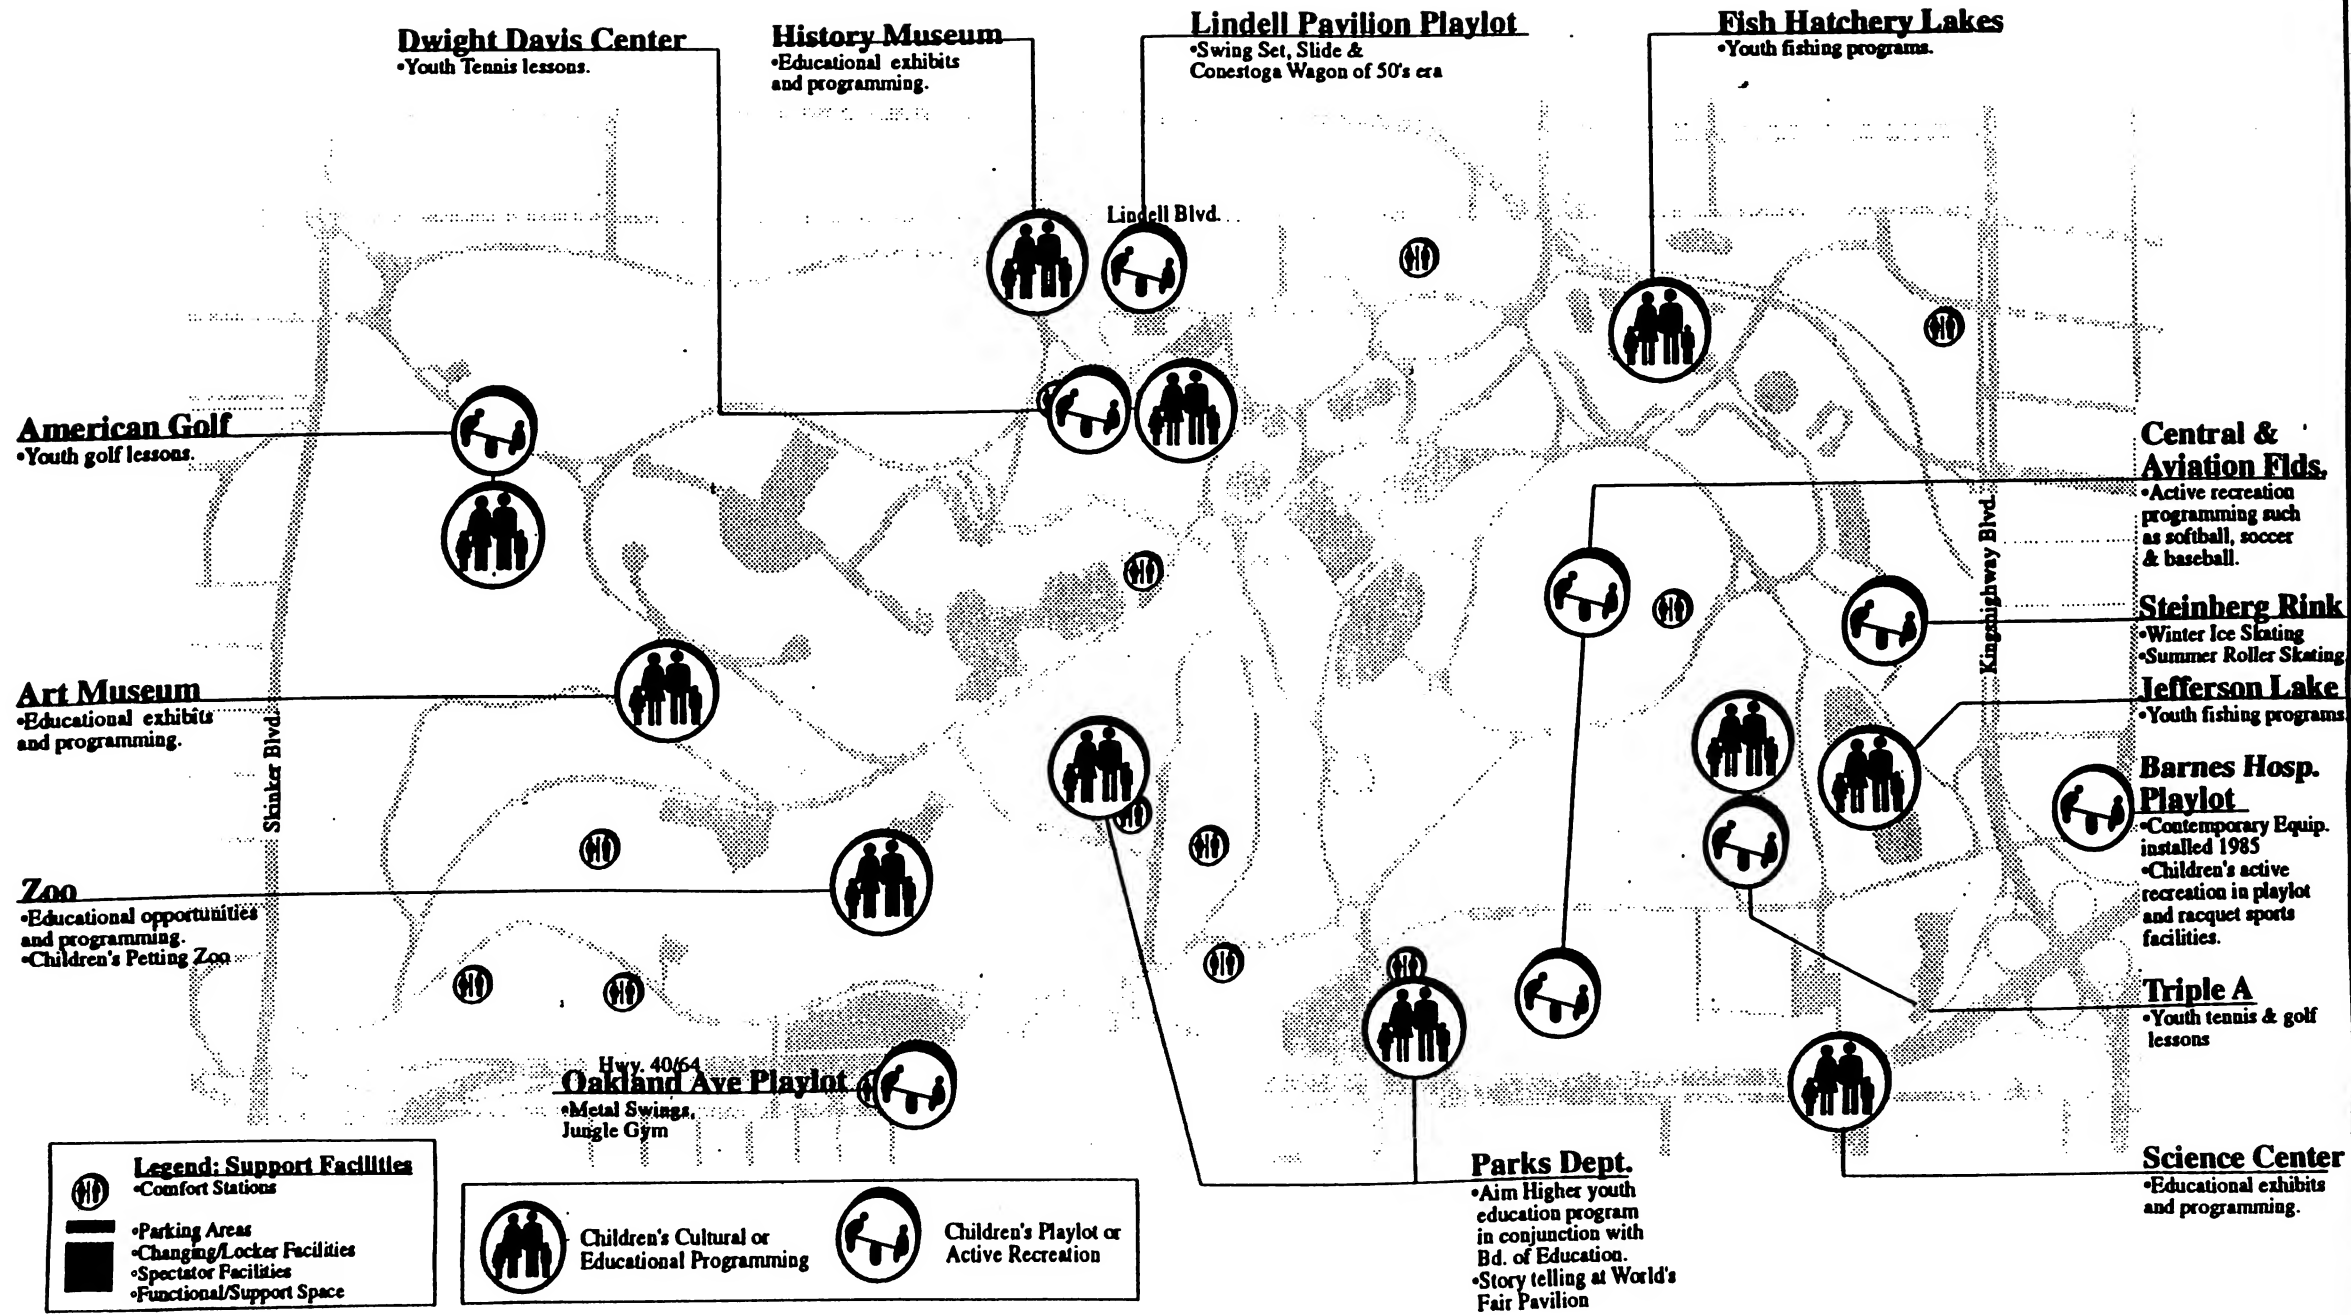 Dwight Davis Center
•Youth Tennis lessons.
History Museum
•Educational exhibits
and programming.
Lindell Pavilion Playlot
•Swing Set, Slide &
Conestoga Wagon of 50's era
Fish Hatchery Lakes
•Youth fishing programs.
Lindell Blvd.
American Golf
•Youth golf lessons.
Art Museum
•Educational exhibits
and programming.
Skinker Blvd.
Zoo
•Educational opportunities
and programming.
•Children's Petting Zoo
Central &
Aviation Flds.
•Active recreation
programming such
as softball, soccer
& baseball.
Kingshighway Blvd.
Steinberg Rink
•Winter Ice Skating
•Summer Roller Skating
Jefferson Lake
•Youth fishing programs
Barnes Hosp.
Playlot
•Contemporary Equip.
installed 1985
•Children's active
recreation in playlot
and racquet sports
facilities.
Triple A
•Youth tennis & golf
lessons
Hwy. 40/64
Oakland Ave Playlot
•Metal Swings,
Jungle Gym
Parks Dept.
•Aim Higher youth
education program
in conjunction with
Bd. of Education.
•Story telling at World's
Fair Pavilion
Science Center
•Educational exhibits
and programming.
Legend: Support Facilities
•Comfort Stations
•Parking Areas
•Changing/Locker Facilities
•Spectator Facilities
•Functional/Support Space
Children's Cultural or
Educational Programming
Children's Playlot or
Active Recreation